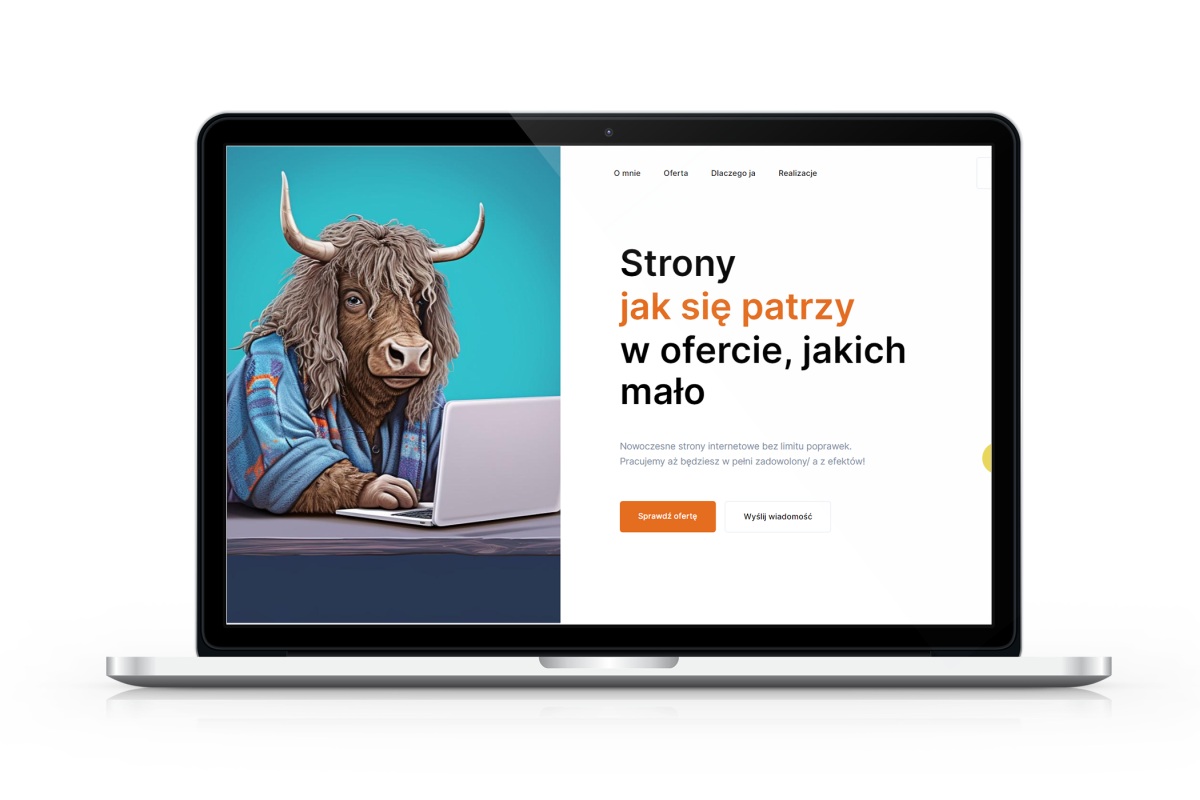 O mnie Oferta Dlaczego ja Realizacje
Strony
jak się patrzy
w ofercie, jakich
mało
Nowoczesne strony internetowe bez limitu poprawek.
Pracujemy aż będziesz w pełni zadowolony/ a z efektów!
Sprawdź ofertę Wyślij wiadomość